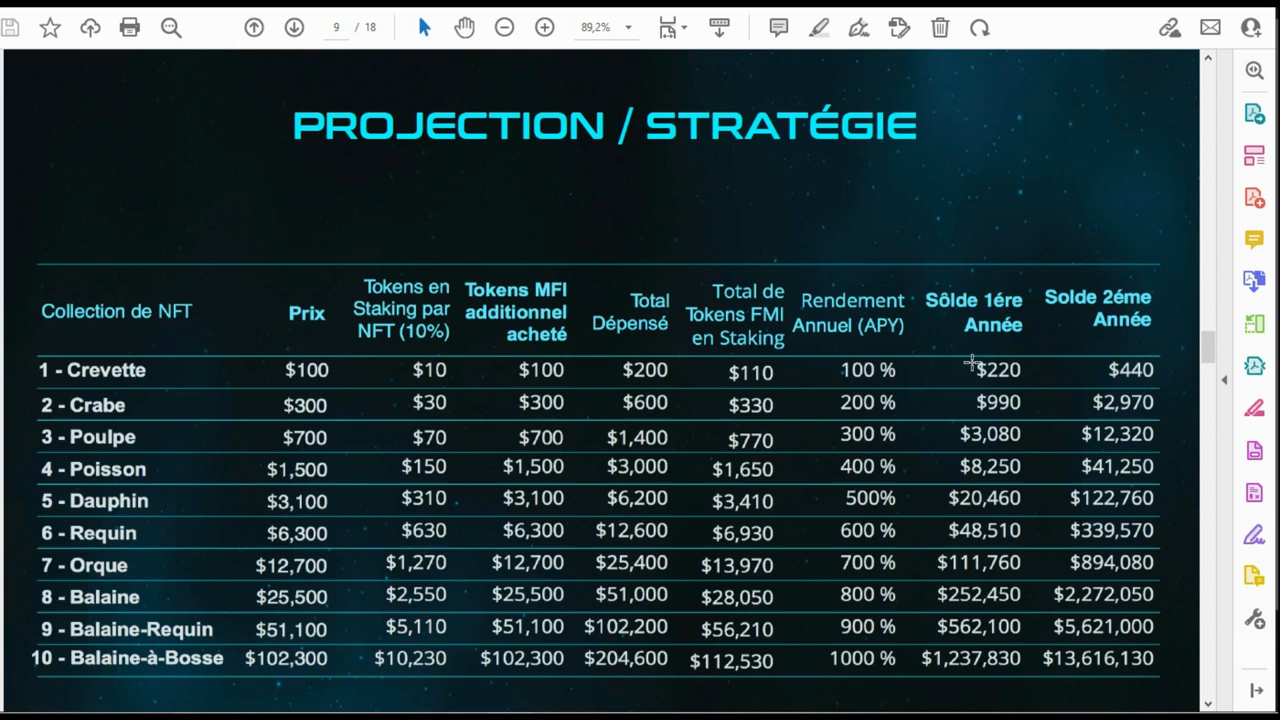 9 / 18
89,2%
PROJECTION / STRATÉGIE
Collection de NFT Prix Tokens en Staking par NFT (10%) Tokens MFI additionnel acheté Total Dépensé Total de Tokens FMI en Staking Rendement Annuel (APY) Sôlde 1ére Année Solde 2éme Année
1 - Crevette $100 $10 $100 $200 $110 100 % $220 $440
2 - Crabe $300 $30 $300 $600 $330 200 % $990 $2,970
3 - Poulpe $700 $70 $700 $1,400 $770 300 % $3,080 $12,320
4 - Poisson $1,500 $150 $1,500 $3,000 $1,650 400 % $8,250 $41,250
5 - Dauphin $3,100 $310 $3,100 $6,200 $3,410 500% $20,460 $122,760
6 - Requin $6,300 $630 $6,300 $12,600 $6,930 600 % $48,510 $339,570
7 - Orque $12,700 $1,270 $12,700 $25,400 $13,970 700 % $111,760 $894,080
8 - Balaine $25,500 $2,550 $25,500 $51,000 $28,050 800 % $252,450 $2,272,050
9 - Balaine-Requin $51,100 $5,110 $51,100 $102,200 $56,210 900 % $562,100 $5,621,000
10 - Balaine-à-Bosse $102,300 $10,230 $102,300 $204,600 $112,530 1000 % $1,237,830 $13,616,130